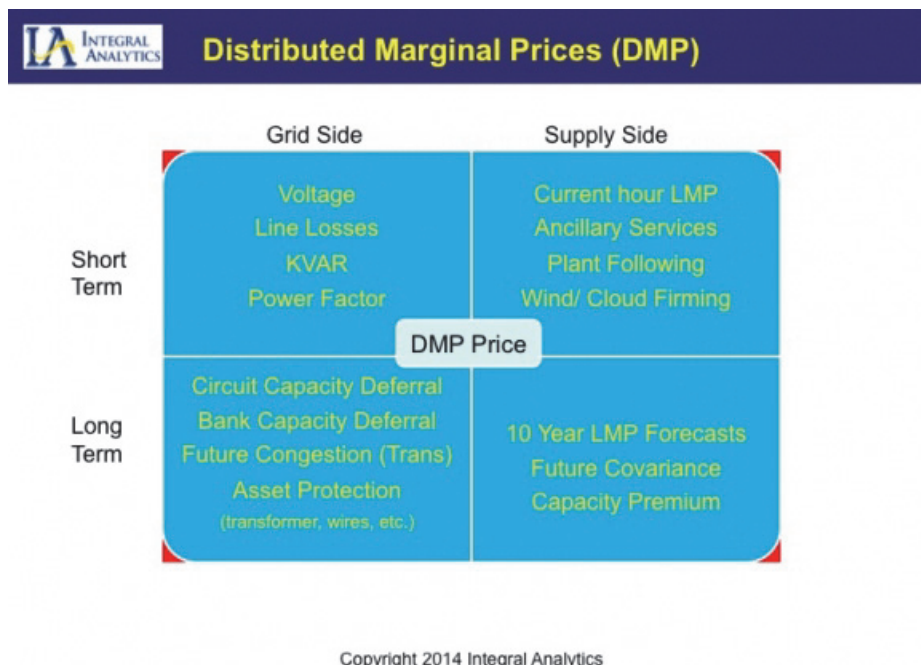 IA INTEGRAL
ANALYTICS
Distributed Marginal Prices (DMP)
Grid Side
Supply Side
Short
Term
Voltage
Line Losses
KVAR
Power Factor
Current hour LMP
Ancillary Services
Plant Following
Wind/ Cloud Firming
DMP Price
Long
Term
Circuit Capacity Deferral
Bank Capacity Deferral
Future Congestion (Trans)
Asset Protection
(transformer, wires, etc.)
10 Year LMP Forecasts
Future Covariance
Capacity Premium
Copyright 2014 Integral Analytics